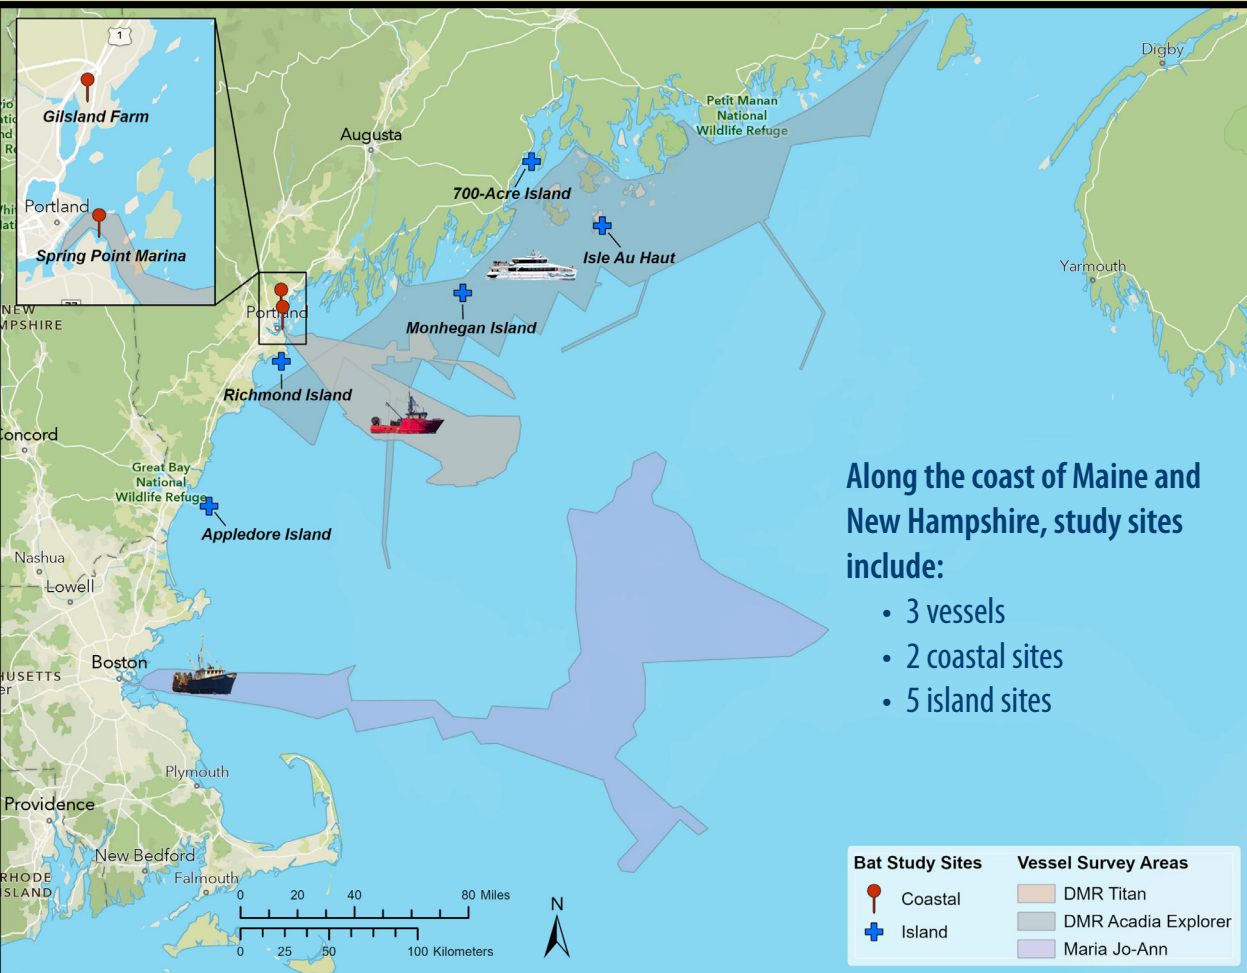 1
Gilsland Farm
Portland
Spring Point Marina
Augusta
Petit Manan
National
Wildlife Refuge
Digby
700-Acre Island
Isle Au Haut
Yarmouth
Portland
Monhegan Island
NEW
MPSHIRE
Richmond Island
Concord
Great Bay
National
Wildlife Refuge
Appledore Island
Nashua
Lowell
Boston
HUSETTS
er
Plymouth
Providence
New Bedford
Falmouth
RHODE
ISLAND
Along the coast of Maine and
New Hampshire, study sites
include:
• 3 vessels
• 2 coastal sites
• 5 island sites
0 20 40 80 Miles
0 25 50 100 Kilometers
N
Bat Study Sites
Coastal
Island
Vessel Survey Areas
DMR Titan
DMR Acadia Explorer
Maria Jo-Ann